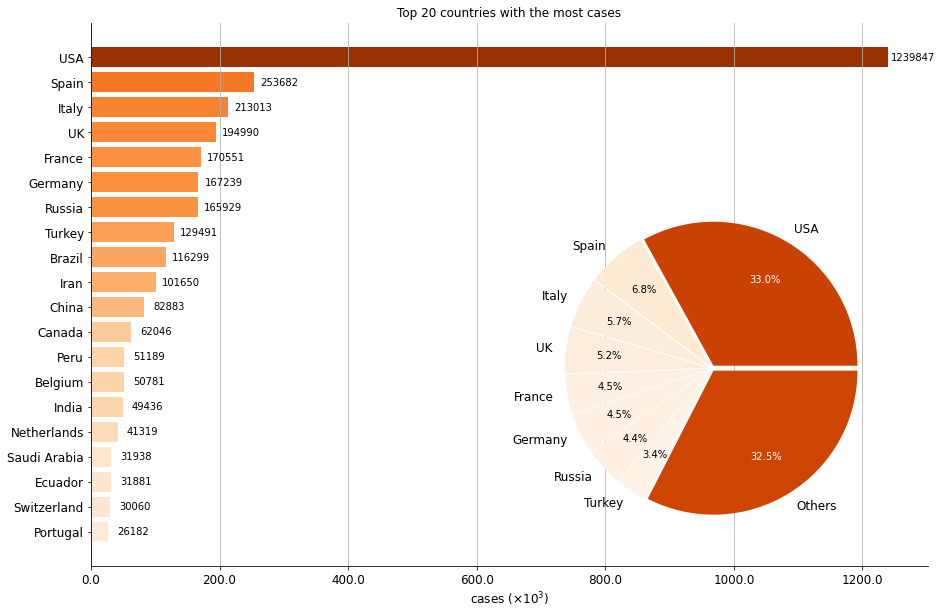 Top 20 countries with the most cases
USA 1239847
Spain 253682
Italy 213013
UK 194990
France 170551
Germany 167239
Russia 165929
Turkey 129491
Brazil 116299
Iran 101650
China 82883
Canada 62046
Peru 51189
Belgium 50781
India 49436
Netherlands 41319
Saudi Arabia 31938
Ecuador 31881
Switzerland 30060
Portugal 26182
0.0 200.0 400.0 600.0 800.0 1000.0 1200.0
cases (×10³)
USA 33.0%
Spain 6.8%
Italy 5.7%
UK 5.2%
France 4.5%
Germany 4.5%
Russia 4.4%
Turkey 3.4%
Others 32.5%